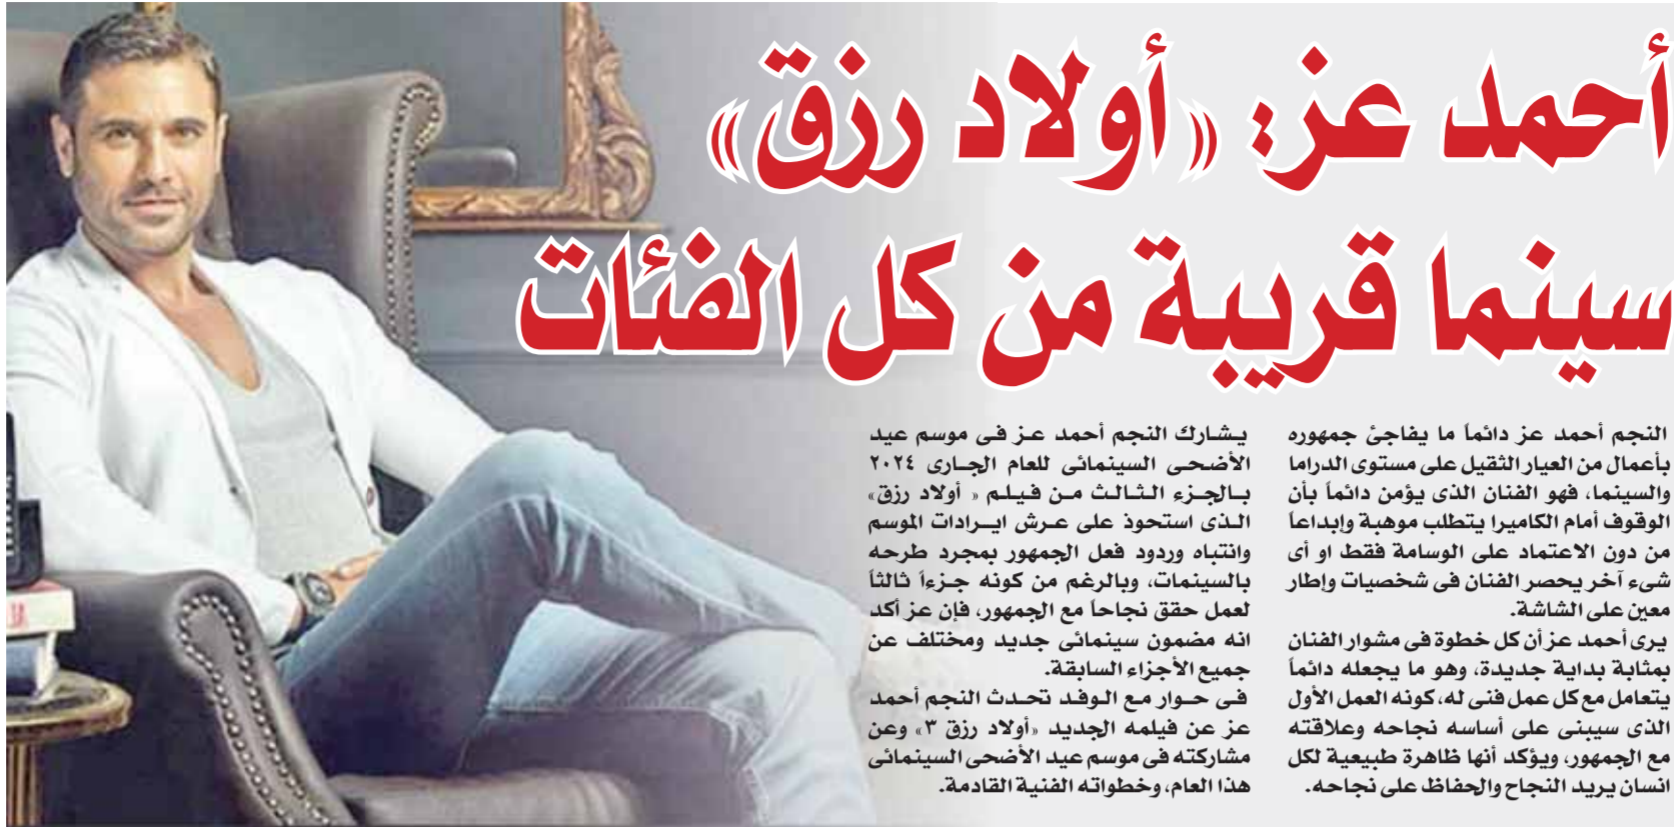 أحمد عز: «أولاد رزق»
سينما قريبة من كل الفئات
النجم أحمد عز دائماً ما يفاجئ جمهوره
بأعمال من العيار الثقيل على مستوى الدراما
والسينما، فهو الفنان الذى يؤمن دائماً بأن
الوقوف أمام الكاميرا يتطلب موهبة وإبداعاً
من دون الاعتماد على الوسامة فقط او أى
شىء آخر يحصر الفنان فى شخصيات وإطار
معين على الشاشة.
يرى أحمد عز أن كل خطوة فى مشوار الفنان
بمثابة بداية جديدة، وهو ما يجعله دائماً
يتعامل مع كل عمل فنى له، كونه العمل الأول
الذى سيبنى على أساسه نجاحه وعلاقته
مع الجمهور، ويؤكد أنها ظاهرة طبيعية لكل
انسان يريد النجاح والحفاظ على نجاحه.
يشارك النجم أحمد عز فى موسم عيد
الأضحى السينمائى للعام الجارى ٢٠٢٤
بالجزء الثالث من فيلم « أولاد رزق»
الذى استحوذ على عرش ايرادات الموسم
وانتباه وردود فعل الجمهور بمجرد طرحه
بالسينمات، وبالرغم من كونه جزءاً ثالثاً
لعمل حقق نجاحاً مع الجمهور، فإن عز أكد
انه مضمون سينمائى جديد ومختلف عن
جميع الأجزاء السابقة.
فى حوار مع الوفد تحدث النجم أحمد
عز عن فيلمه الجديد «أولاد رزق ٣» وعن
مشاركته فى موسم عيد الأضحى السينمائى
هذا العام، وخطواته الفنية القادمة.